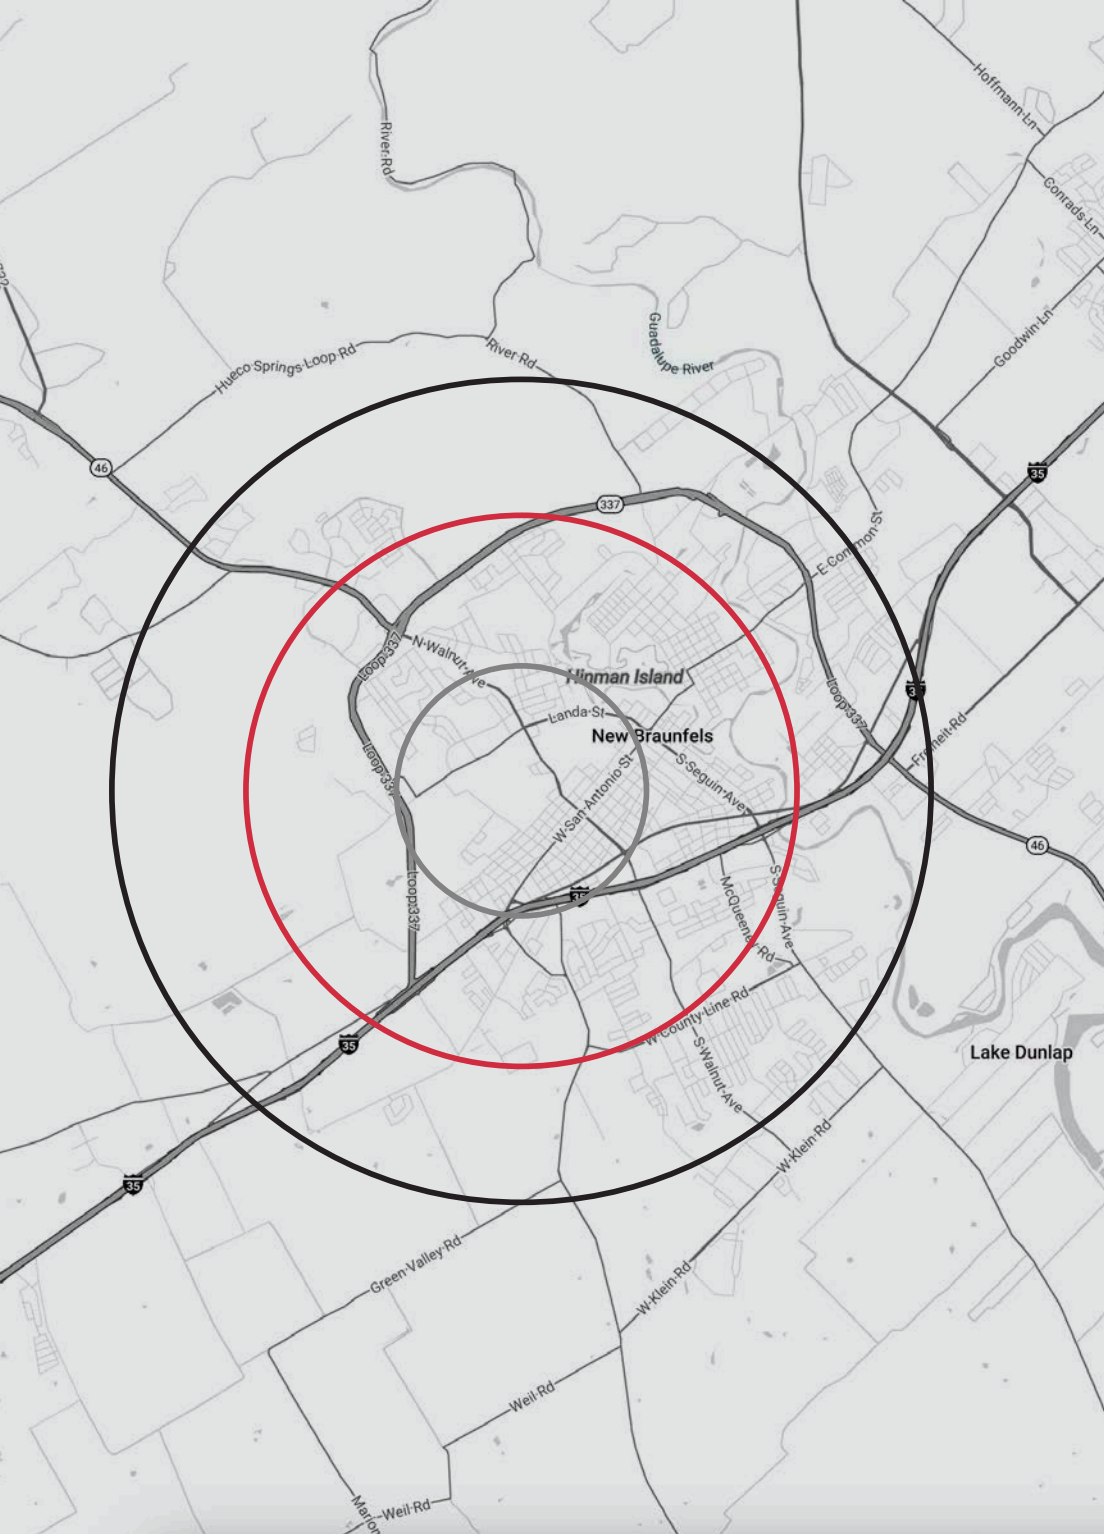 Hoffmann Ln
River Rd
Conrads Ln
Guadalupe River
Goodwin Ln
River Rd
Hueco Springs Loop Rd
46
35
337
E Common St
Loop 337
N Walnut Ave
Hinman Island
Landa St
New Braunfels
Loop 337
S Seguin Ave
Freiheit Rd
W San Antonio St
46
Loop 337
35
McQueeney Rd
S Seguin Ave
W County Line Rd
35
Lake Dunlap
S Walnut Ave
W Klein Rd
35
Green Valley Rd
W Klein Rd
Weil Rd
Weil Rd
Marion